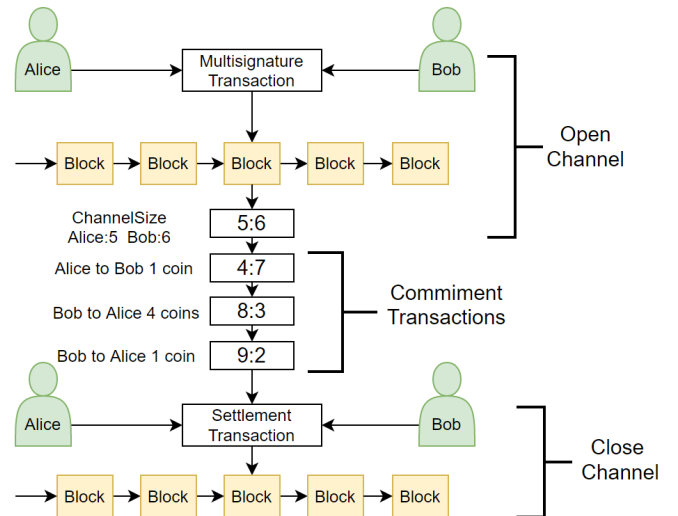 Alice
Multisignature
Transaction
Bob
Open
Channel
Block
Block
Block
Block
Block
ChannelSize
Alice:5 Bob:6
5:6
Alice to Bob 1 coin
4:7
Bob to Alice 4 coins
8:3
Commiment
Transactions
Bob to Alice 1 coin
9:2
Alice
Settlement
Transaction
Bob
Close
Channel
Block
Block
Block
Block
Block